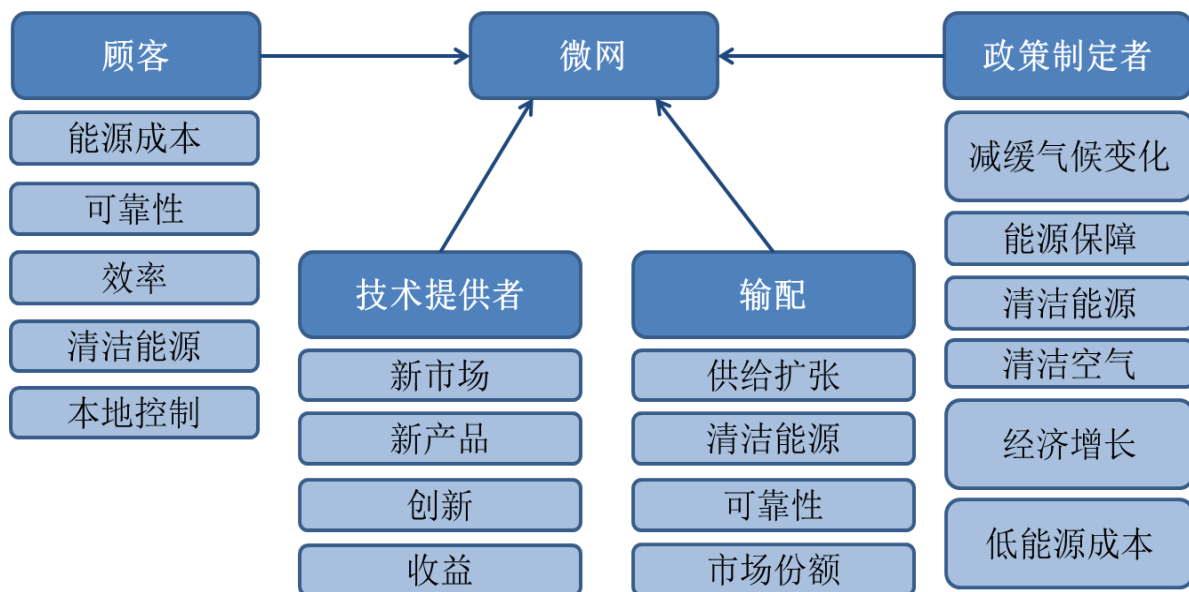 顾客
微网
政策制定者
能源成本
可靠性
效率
清洁能源
本地控制
技术提供者
新市场
新产品
创新
收益
输配
供给扩张
清洁能源
可靠性
市场份额
减缓气候变化
能源保障
清洁能源
清洁空气
经济增长
低能源成本